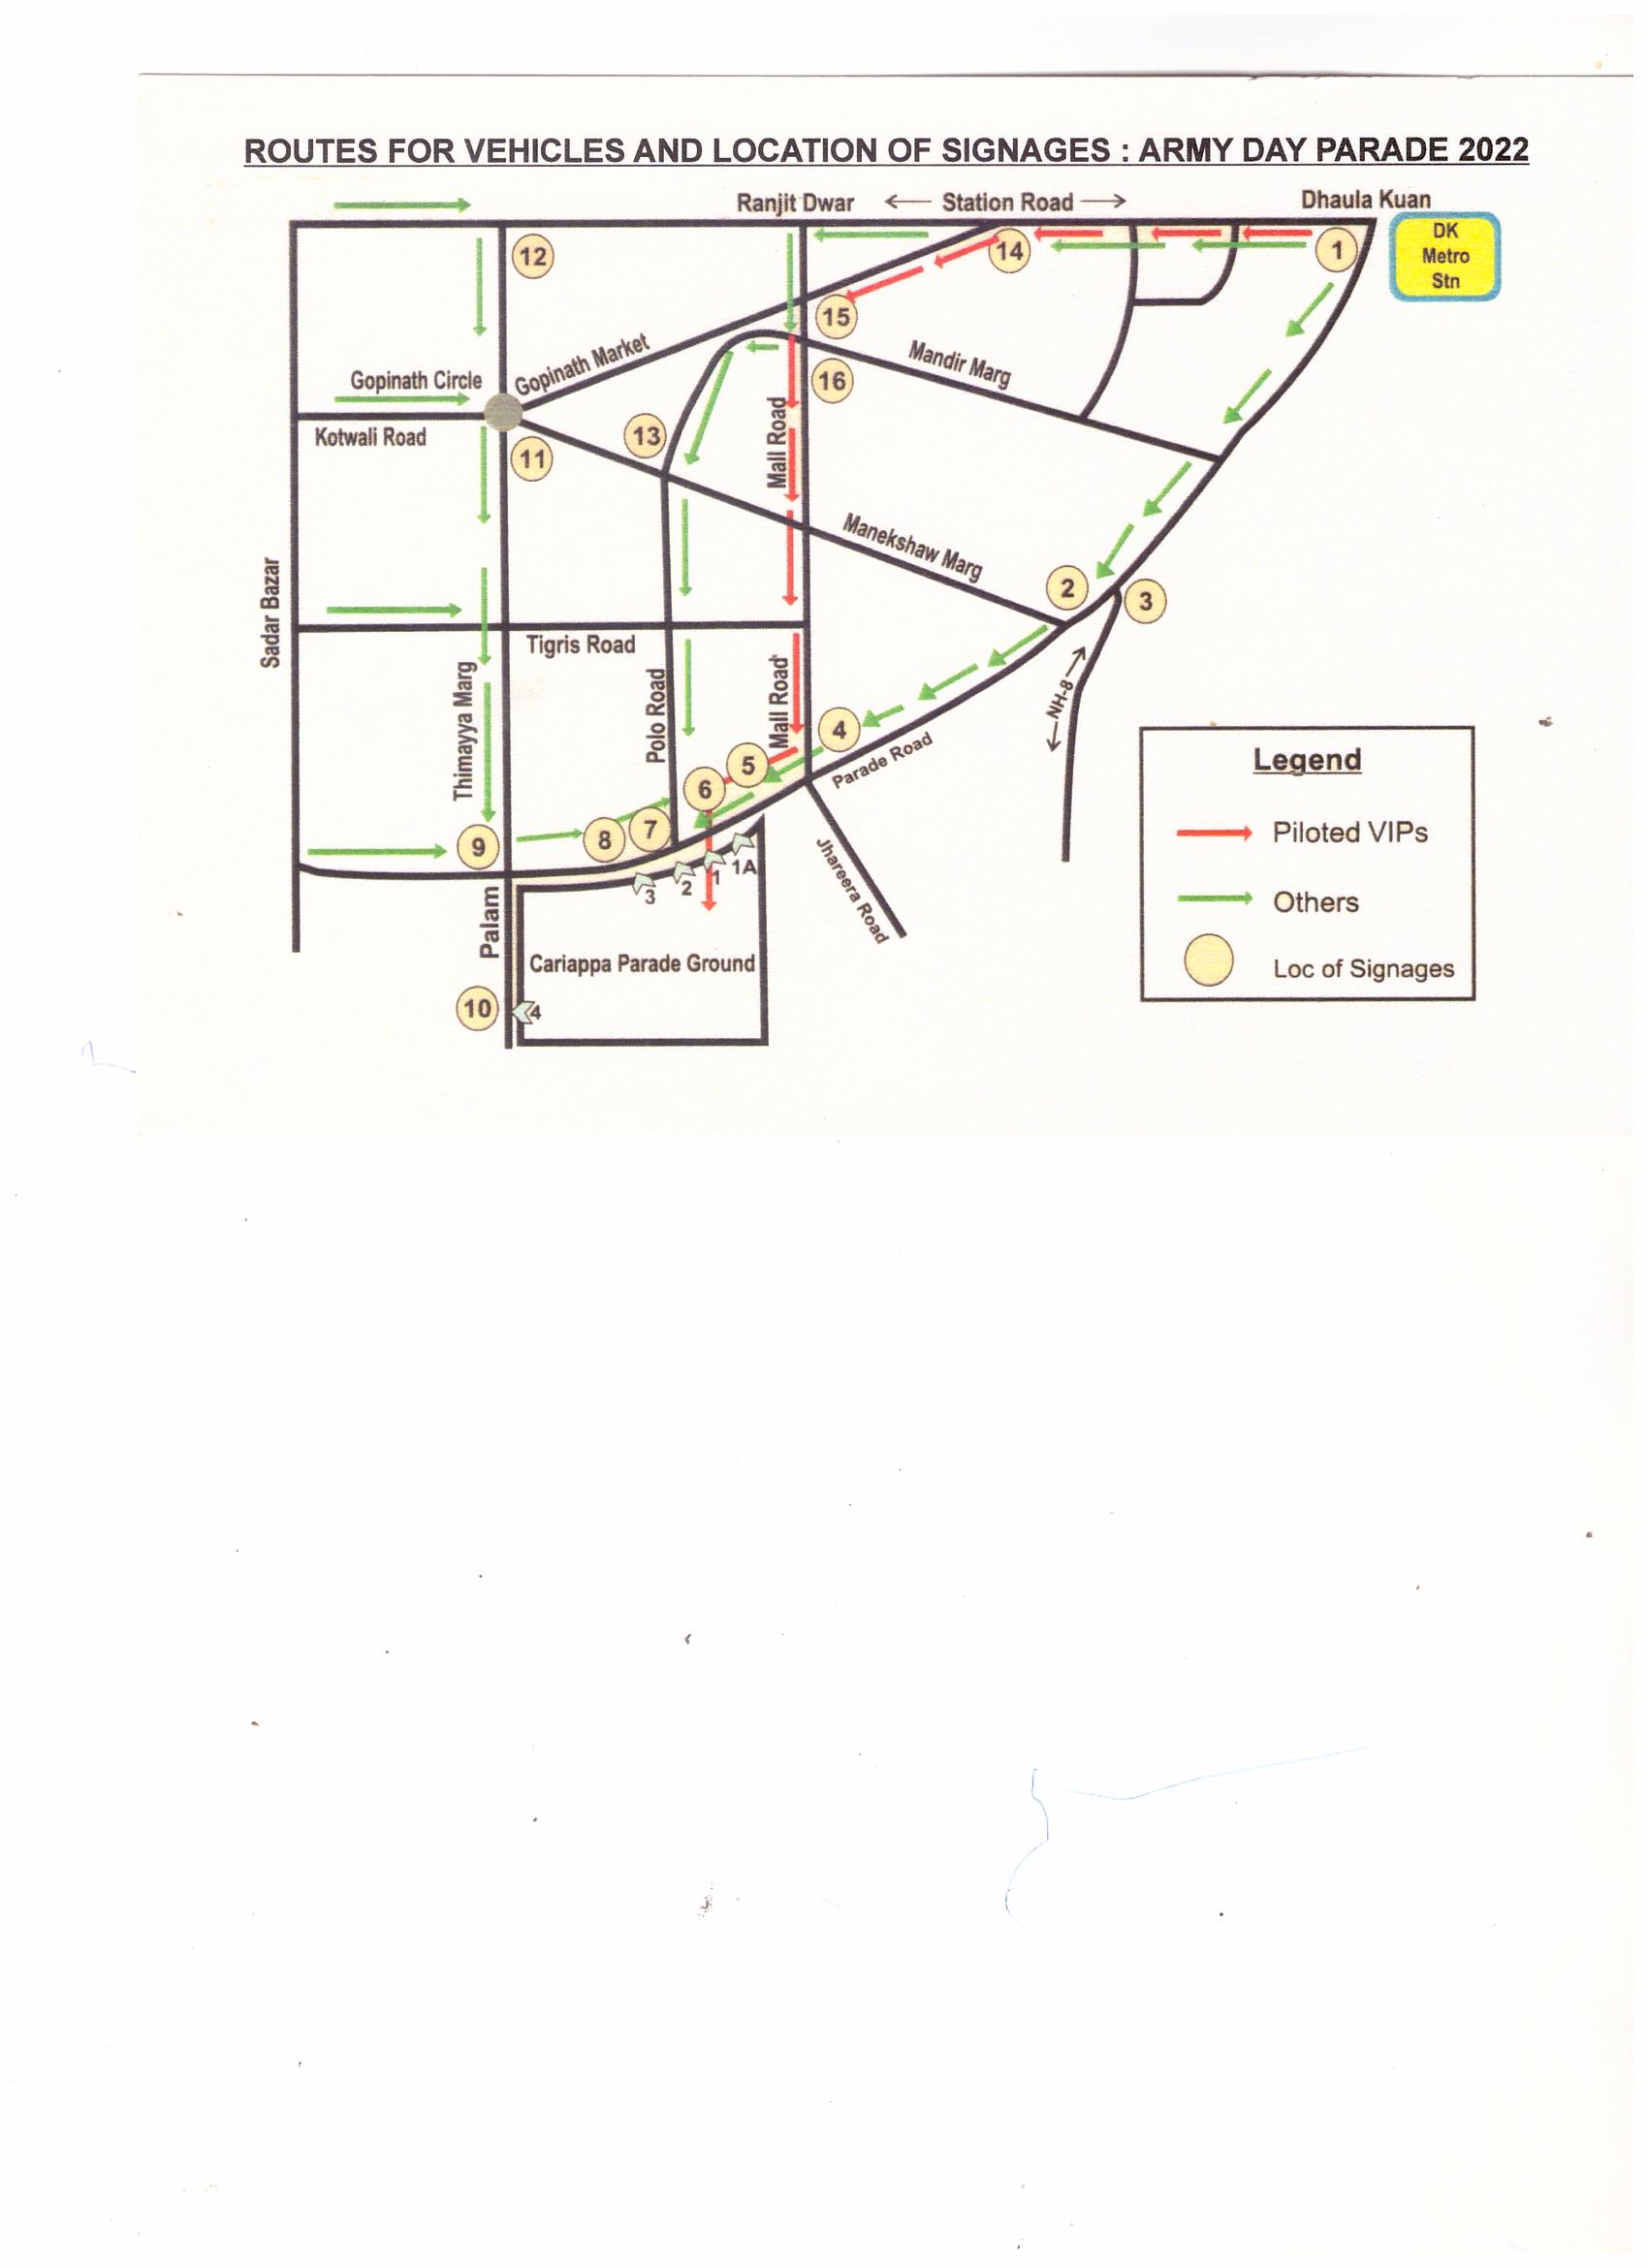 ROUTES FOR VEHICLES AND LOCATION OF SIGNAGES : ARMY DAY PARADE 2022
Ranjit Dwar
← Station Road →
Dhaula Kuan
DK
Metro
Stn
12
14
1
15
Gopinath Market
Mandir Marg
Gopinath Circle
16
Kotwali Road
13
11
Mall Road
Manekshaw Marg
Sadar Bazar
2
3
Tigris Road
Thimayya Marg
Polo Road
Mall Road
← NH-8 →
4
5
6
Parade Road
7
8
9
1A
1
2
3
Jhareera Road
Palam
Cariappa Parade Ground
10
4
Legend
Piloted VIPs
Others
Loc of Signages